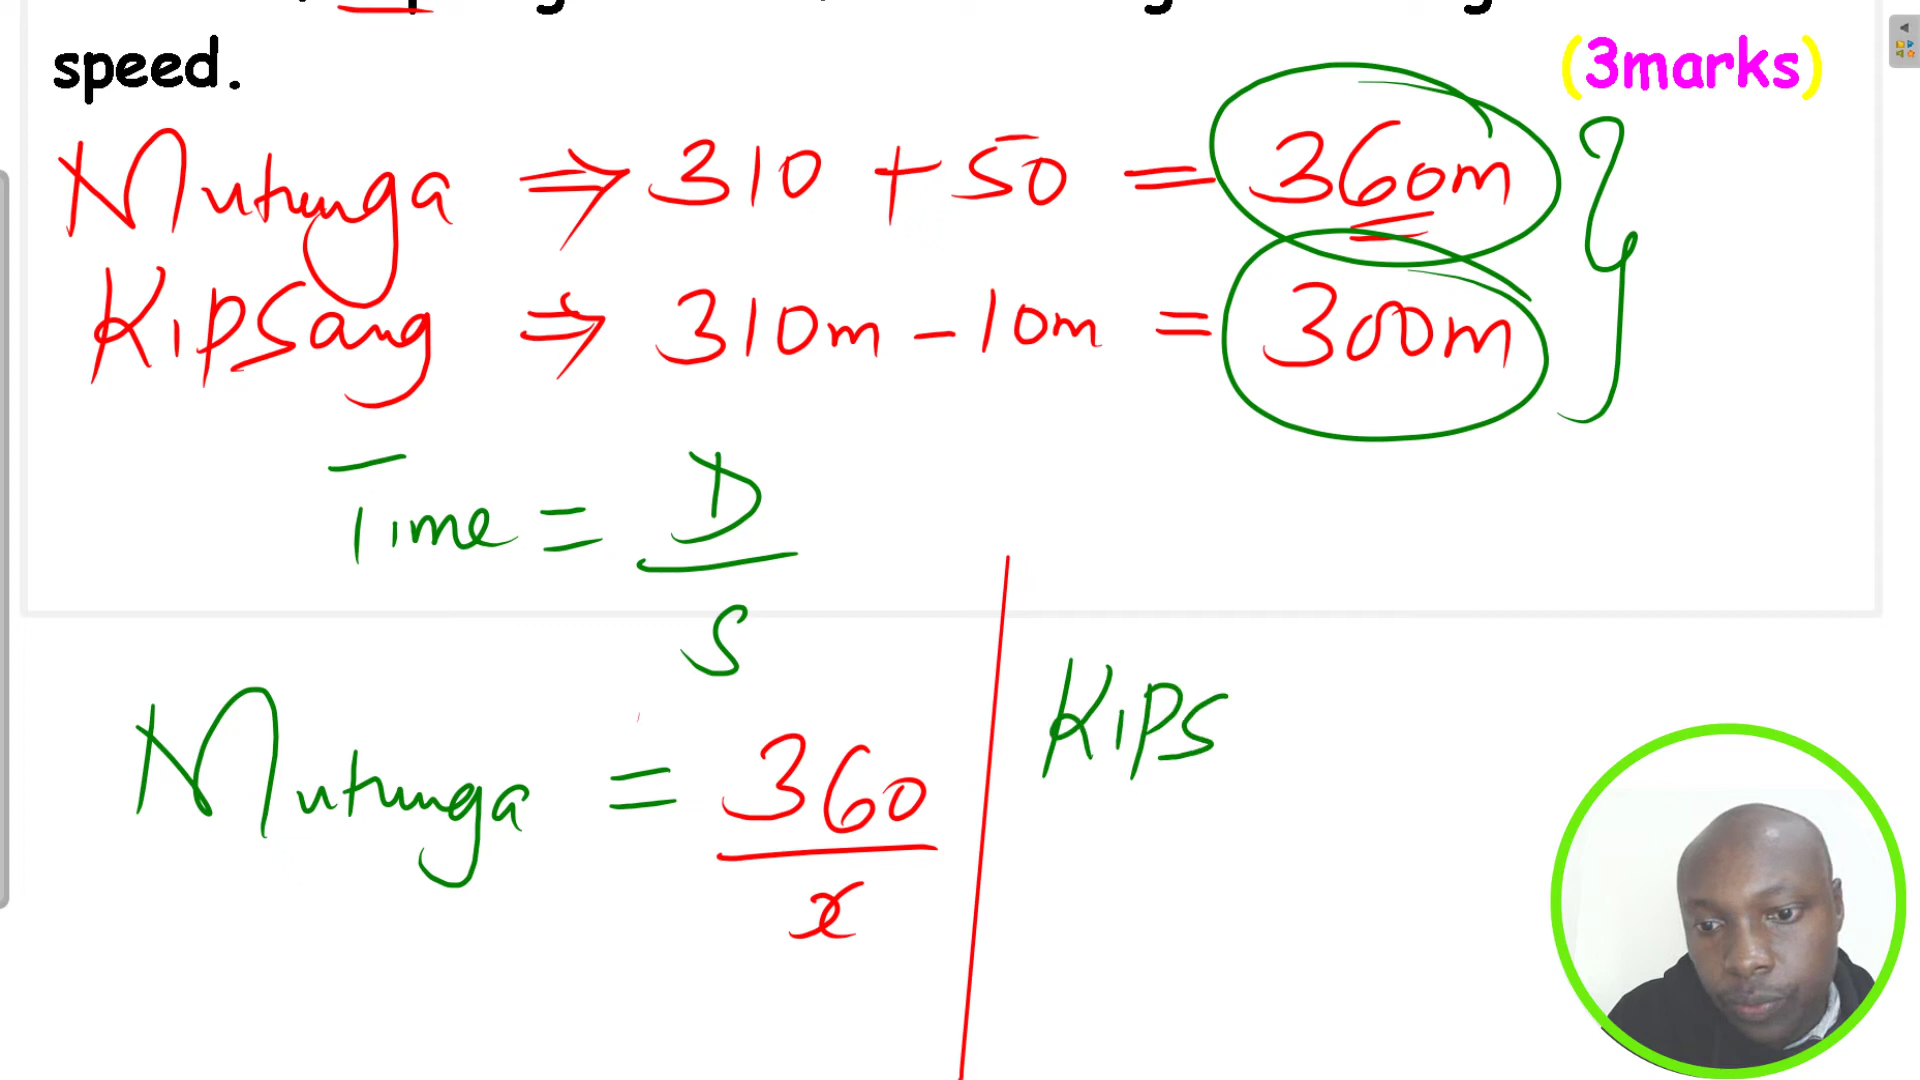 speed. (3marks)
Mutunga ⇒ 310 + 50 = 360m
Kipsang ⇒ 310m - 10m = 300m
Time = D
S
Mutunga = 360
x
Kips